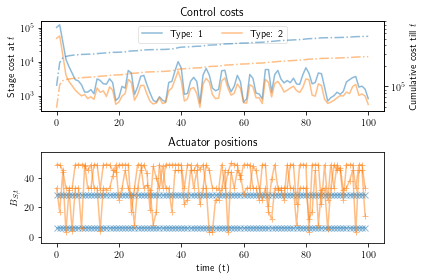 Control costs
Stage cost at t
Type: 1
Type: 2
Cumulative cost till t
10^5
10^4
10^3
10^5
0
20
40
60
80
100
Actuator positions
B_{S,t}
40
20
0
0
20
40
60
80
100
time (t)